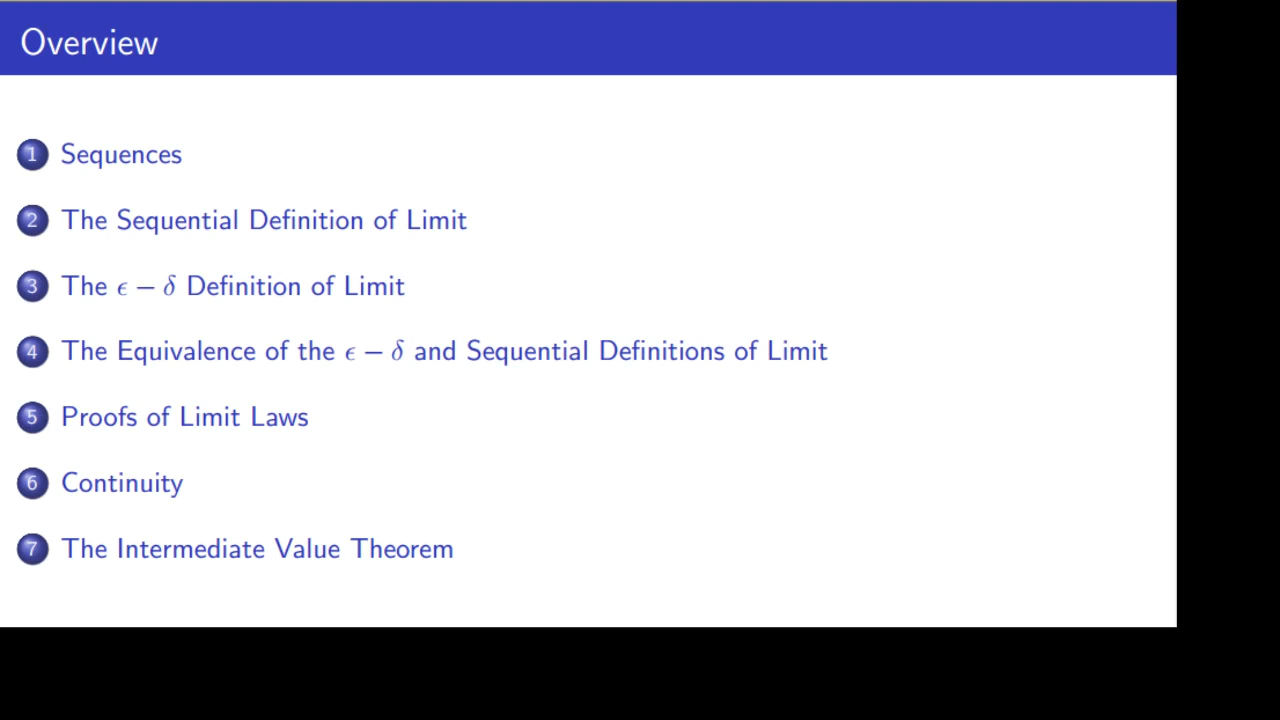 Overview
1 Sequences
2 The Sequential Definition of Limit
3 The ϵ − δ Definition of Limit
4 The Equivalence of the ϵ − δ and Sequential Definitions of Limit
5 Proofs of Limit Laws
6 Continuity
7 The Intermediate Value Theorem